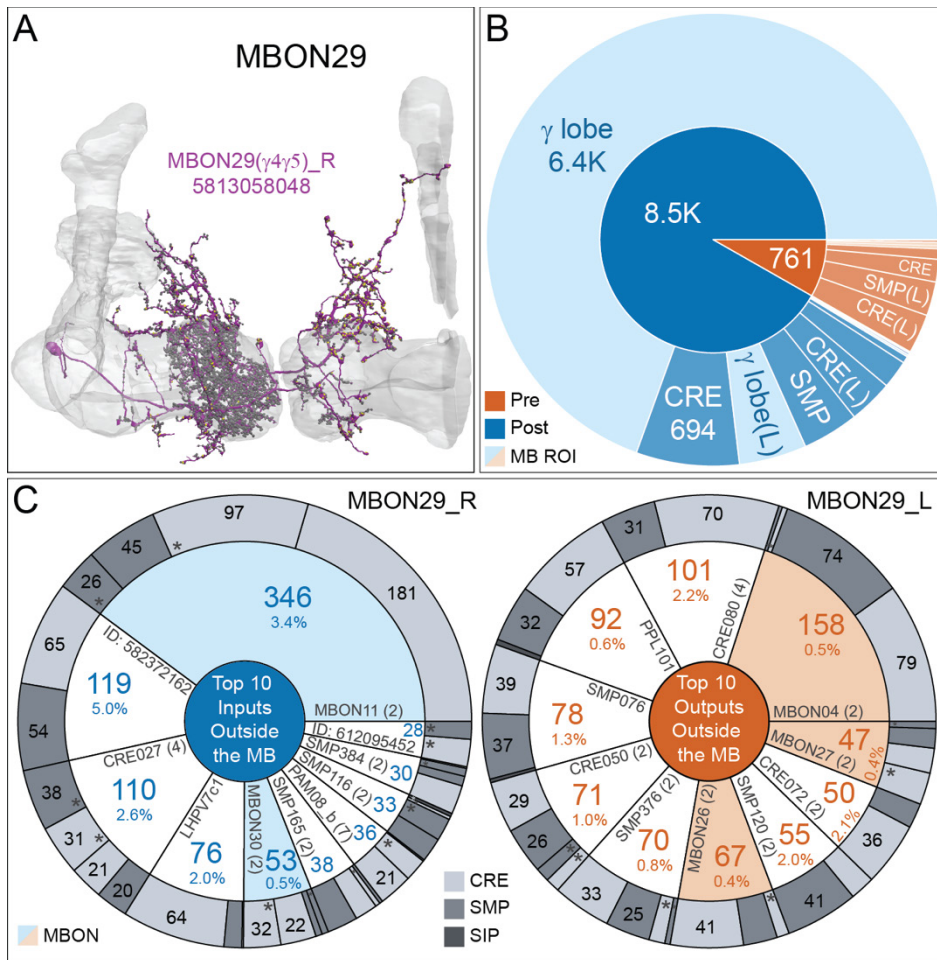 A
MBON29
MBON29(γ4γ5)_R
5813058048
B
γ lobe
6.4K
8.5K
761
CRE
SMP(L)
CRE(L)
CRE(L)
SMP
γ lobe(L)
CRE
694
Pre
Post
MB ROI
C
MBON29_R
Top 10
Inputs
Outside
the MB
MBON11 (2)
346
3.4%
181
97
*
45
26
*
ID: 582372162
119
5.0%
65
54
CRE027 (4)
110
2.6%
38
*
31
*
21
20
LHPV7c1
76
2.0%
64
MBON30 (2)
53
0.5%
32
*
22
SMP165 (2)
38
PAM08_b (7)
36
21
*
SMP116 (2)
33
*
SMP384 (2)
30
*
ID: 612095452
28
*
*
MBON
MBON29_L
Top 10
Outputs
Outside
the MB
MBON04 (2)
158
0.5%
79
74
CRE080 (4)
101
2.2%
70
31
PPL101
92
0.6%
57
32
SMP076
78
1.3%
39
37
CRE050 (2)
71
1.0%
29
26
*
*
SMP376 (2)
70
0.8%
33
25
*
MBON26 (2)
67
0.4%
41
*
SMP120 (2)
55
2.0%
41
CRE072 (2)
50
2.1%
36
MBON27 (2)
47
0.4%
*
*
CRE
SMP
SIP